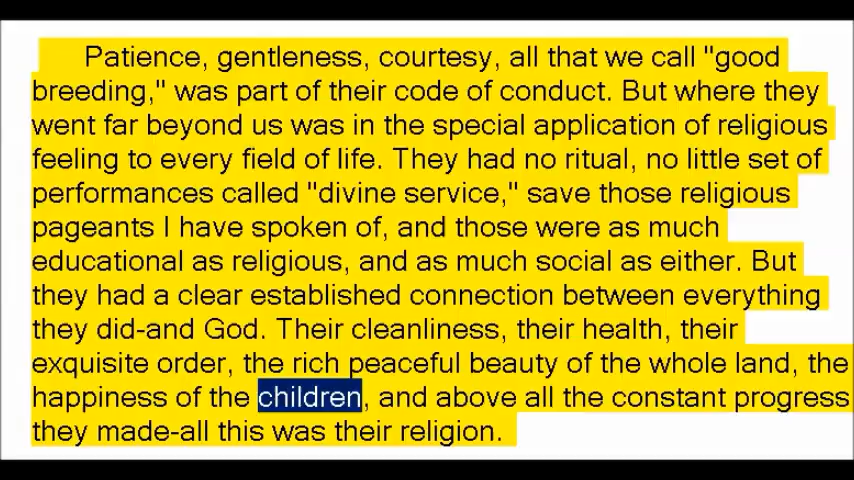 Patience, gentleness, courtesy, all that we call "good
breeding," was part of their code of conduct. But where they
went far beyond us was in the special application of religious
feeling to every field of life. They had no ritual, no little set of
performances called "divine service," save those religious
pageants I have spoken of, and those were as much
educational as religious, and as much social as either. But
they had a clear established connection between everything
they did-and God. Their cleanliness, their health, their
exquisite order, the rich peaceful beauty of the whole land, the
happiness of the children, and above all the constant progress
they made-all this was their religion.